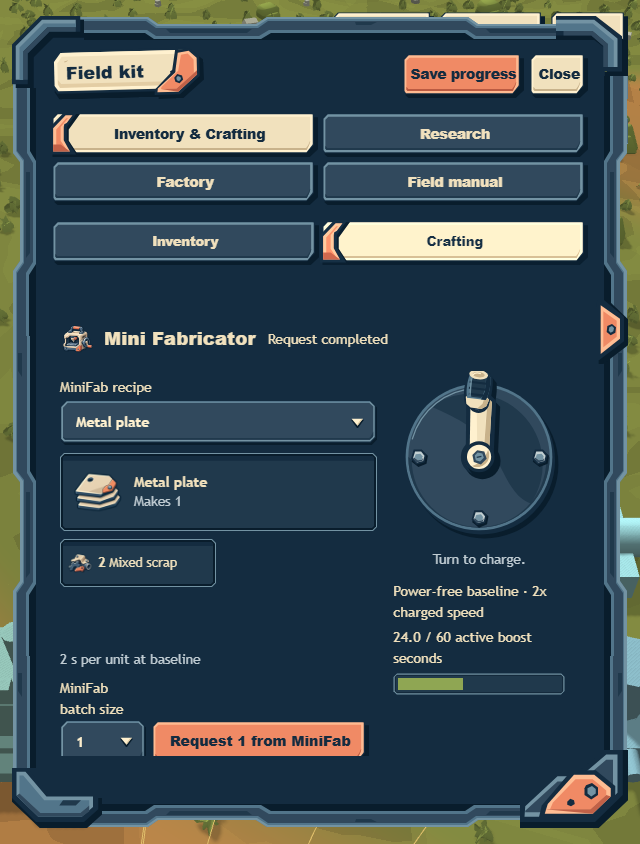 Field kit
Save progress
Close
Inventory & Crafting
Research
Factory
Field manual
Inventory
Crafting
Mini Fabricator
Request completed
MiniFab recipe
Metal plate
Metal plate
Makes 1
2 Mixed scrap
Turn to charge.
Power-free baseline · 2x
charged speed
24.0 / 60 active boost
seconds
2 s per unit at baseline
MiniFab
batch size
1
Request 1 from MiniFab